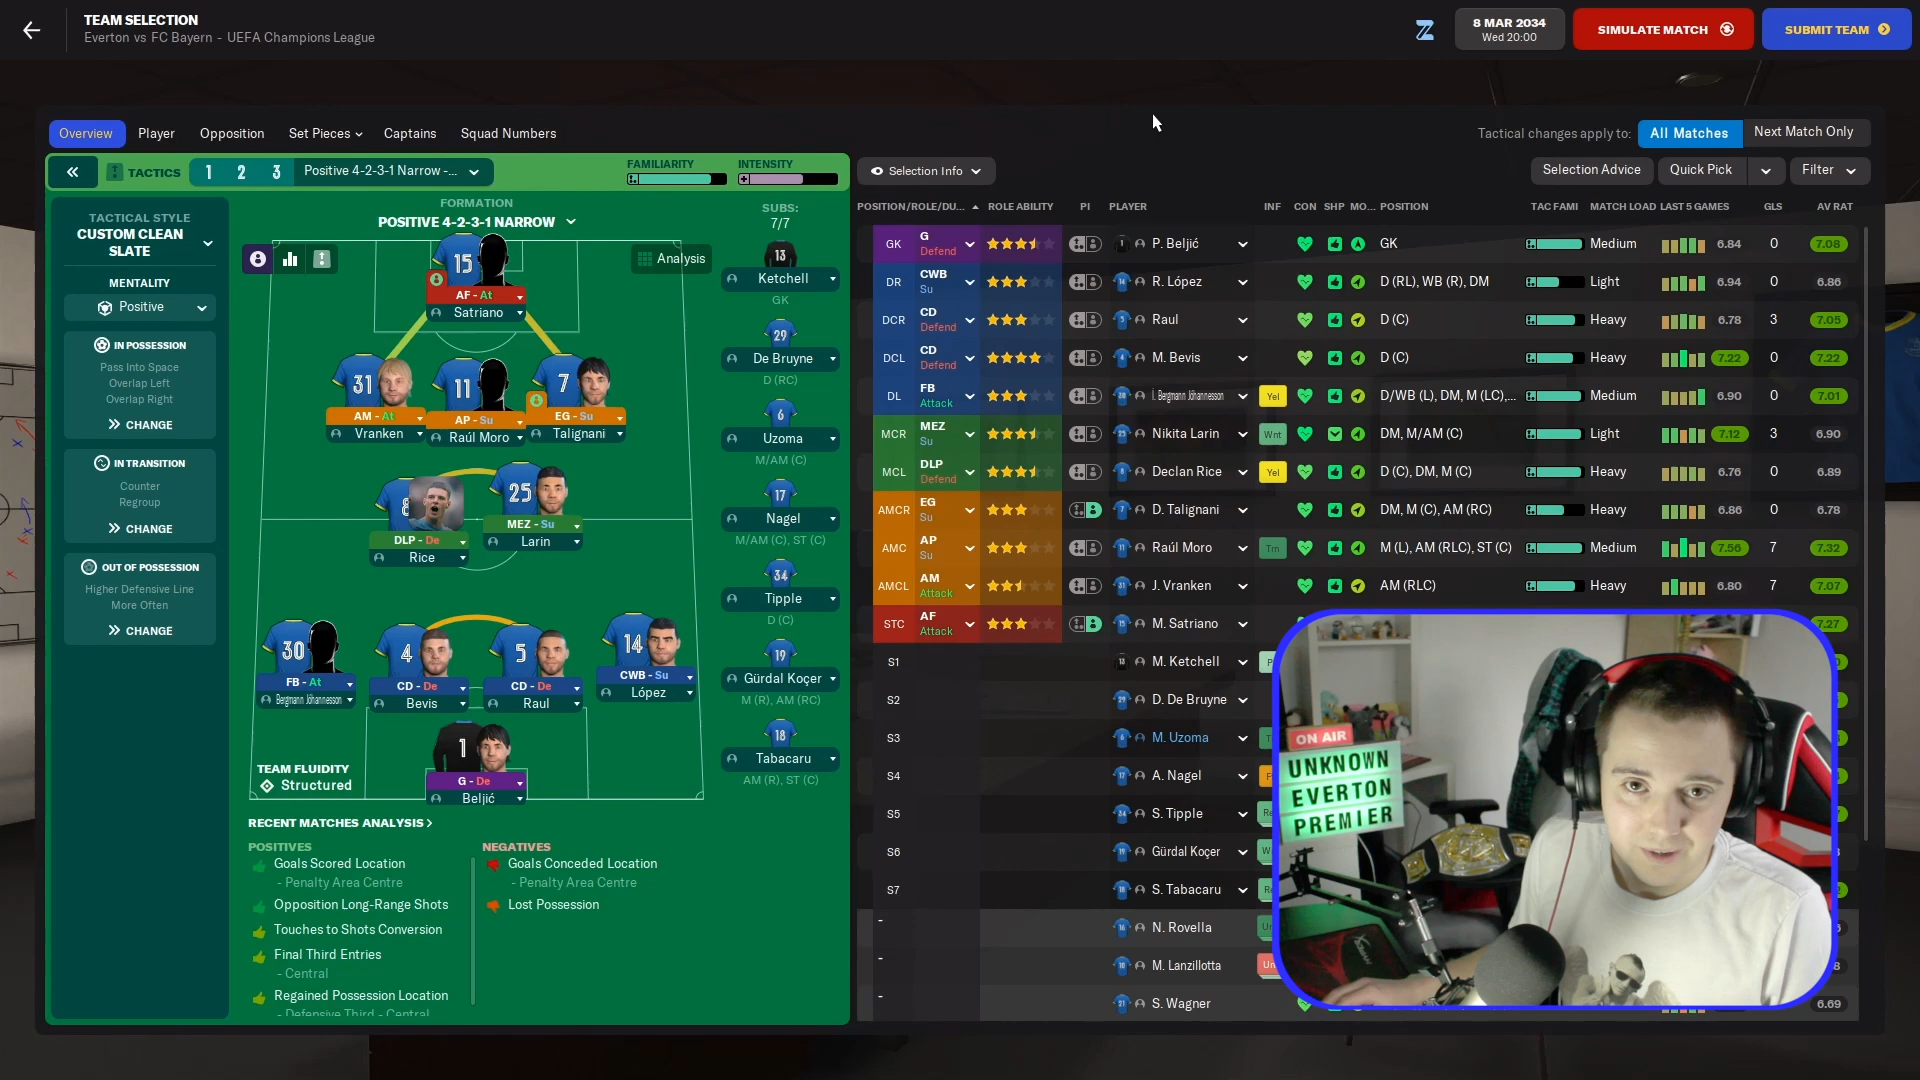 TEAM SELECTION
Everton vs FC Bayern - UEFA Champions League
8 MAR 2034
Wed 20:00
SIMULATE MATCH
SUBMIT TEAM
Overview
Player
Opposition
Set Pieces
Captains
Squad Numbers
Tactical changes apply to:
All Matches
Next Match Only
TACTICS
1 2 3
Positive 4-2-3-1 Narrow -...
FAMILIARITY
INTENSITY
Selection Info
Selection Advice
Quick Pick
Filter
TACTICAL STYLE
CUSTOM CLEAN
SLATE
MENTALITY
Positive
IN POSSESSION
Pass Into Space
Overlap Left
Overlap Right
CHANGE
IN TRANSITION
Counter
Regroup
CHANGE
OUT OF POSSESSION
Higher Defensive Line
More Often
CHANGE
FORMATION
POSITIVE 4-2-3-1 NARROW
Analysis
15
AF - At
Satriano
31
AM - At
Vranken
11
AP - Su
Raúl Moro
7
EG - Su
Talignani
8
DLP - De
Rice
25
MEZ - Su
Larin
30
FB - At
Bergmann Jóhannesson
4
CD - De
Bevis
5
CD - De
Raul
14
CWB - Su
López
1
G - De
Beljić
TEAM FLUIDITY
Structured
SUBS:
7/7
13
Ketchell
GK
29
De Bruyne
D (RC)
6
Uzoma
M/AM (C)
17
Nagel
M/AM (C), ST (C)
34
Tipple
D (C)
19
Gürdal Koçer
M (R), AM (RC)
18
Tabacaru
AM (R), ST (C)
RECENT MATCHES ANALYSIS >
POSITIVES
Goals Scored Location
- Penalty Area Centre
Opposition Long-Range Shots
Touches to Shots Conversion
Final Third Entries
- Central
Regained Possession Location
- Defensive Third - Central
NEGATIVES
Goals Conceded Location
- Penalty Area Centre
Lost Possession
POSITION/ROLE/DU... ROLE ABILITY PI PLAYER INF CON SHP MO... POSITION TAC FAMI MATCH LOAD LAST 5 GAMES GLS AV RAT
GK G Defend P. Beljić GK Medium 6.84 0 7.08
DR CWB Su R. López D (RL), WB (R), DM Light 6.94 0 6.86
DCR CD Defend Raul D (C) Heavy 6.78 3 7.05
DCL CD Defend M. Bevis D (C) Heavy 7.22 0 7.22
DL FB Attack Í. Bergmann Jóhannesson Yel D/WB (L), DM, M (LC),... Medium 6.90 0 7.01
MCR MEZ Su Nikita Larin Wnt DM, M/AM (C) Light 7.12 3 6.90
MCL DLP Defend Declan Rice Yel D (C), DM, M (C) Heavy 6.76 0 6.89
AMCR EG Su D. Talignani DM, M (C), AM (RC) Heavy 6.86 0 6.78
AMC AP Su Raúl Moro Trn M (L), AM (RLC), ST (C) Medium 7.56 7 7.32
AMCL AM Attack J. Vranken AM (RLC) Heavy 6.80 7 7.07
STC AF Attack M. Satriano 7.27
S1 M. Ketchell
S2 D. De Bruyne
S3 M. Uzoma
S4 A. Nagel
S5 S. Tipple
S6 Gürdal Koçer
S7 S. Tabacaru
- N. Rovella
- M. Lanzillotta
- S. Wagner 6.69
ON AIR
UNKNOWN
EVERTON
PREMIER